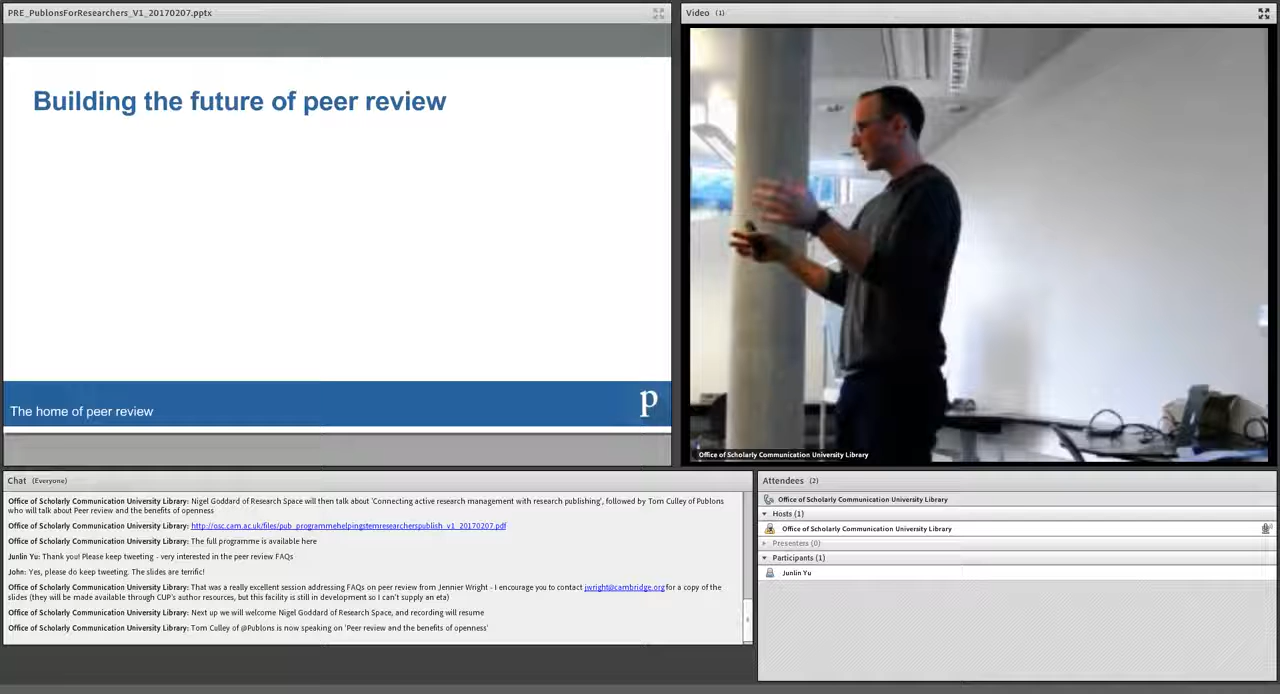 PRE_PublonsForResearchers_V1_20170207.pptx
Building the future of peer review
The home of peer review
p
Video (1)
Office of Scholarly Communication University Library
Chat (Everyone)
Office of Scholarly Communication University Library: Nigel Goddard of Research Space will then talk about 'Connecting active research management with research publishing', followed by Tom Culley of Publons
who will talk about Peer review and the benefits of openness
Office of Scholarly Communication University Library: http://osc.cam.ac.uk/files/pub_programmehelpingstemresearcherspublish_v1_20170207.pdf
Office of Scholarly Communication University Library: The full programme is available here
Junlin Yu: Thank you! Please keep tweeting - very interested in the peer review FAQs
John: Yes, please do keep tweeting. The slides are terrific!
Office of Scholarly Communication University Library: That was a really excellent session addressing FAQs on peer review from Jennier Wright - I encourage you to contact jwright@cambridge.org for a copy of the
slides (they will be made available through CUP's author resources, but this facility is still in development so I can't supply an eta)
Office of Scholarly Communication University Library: Next up we will welcome Nigel Goddard of Research Space, and recording will resume
Office of Scholarly Communication University Library: Tom Culley of @Publons is now speaking on 'Peer review and the benefits of openness'
Attendees (2)
Office of Scholarly Communication University Library
Hosts (1)
Office of Scholarly Communication University Library
Presenters (0)
Participants (1)
Junlin Yu